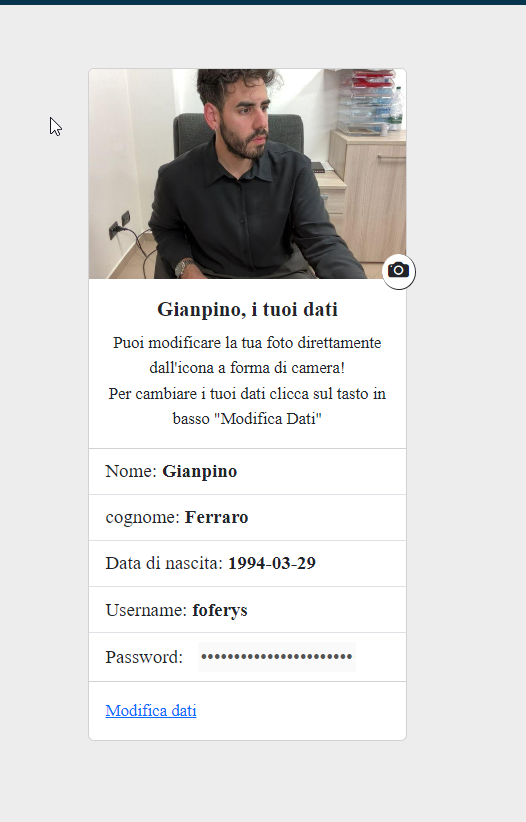 Gianpino, i tuoi dati
Puoi modificare la tua foto direttamente
dall'icona a forma di camera!
Per cambiare i tuoi dati clicca sul tasto in
basso "Modifica Dati"
Nome: Gianpino
cognome: Ferraro
Data di nascita: 1994-03-29
Username: foferys
Password: •••••••••••••••••••••••
Modifica dati